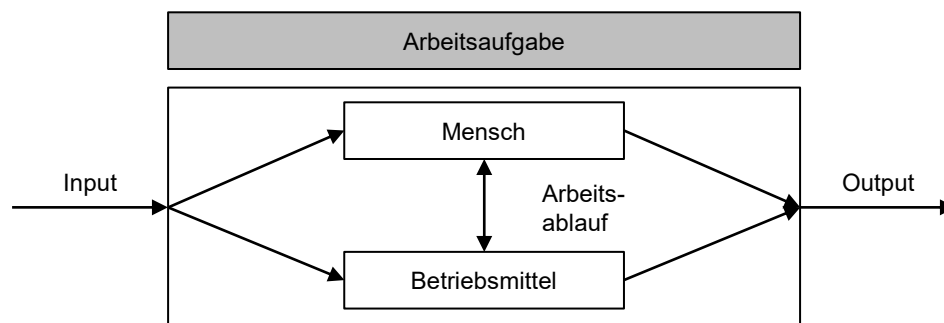 Arbeitsaufgabe
Mensch
Input
Arbeits-
ablauf
Output
Betriebsmittel